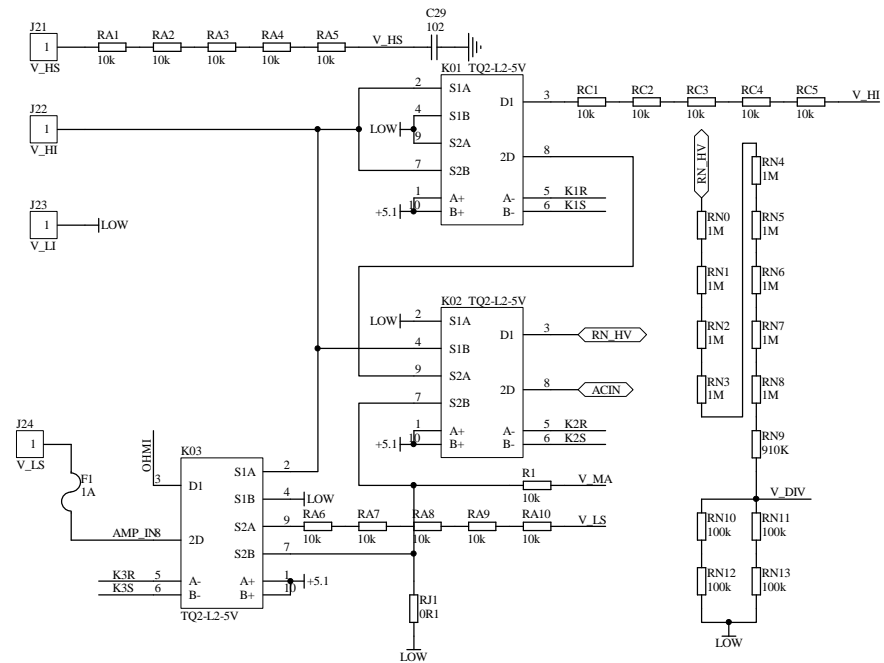 J21
1
V_HS
RA1
10k
RA2
10k
RA3
10k
RA4
10k
RA5
10k
V_HS
C29
102
K01 TQ2-L2-5V
2 S1A
4 S1B
LOW
9 S2A
7 S2B
1 A+
10 B+
+5.1
D1 3
2D 8
A- 5 K1R
B- 6 K1S
RC1
10k
RC2
10k
RC3
10k
RC4
10k
RC5
10k
V_HI
J22
1
V_HI
J23
1
V_LI
LOW
RN_HV
RN0
1M
RN1
1M
RN2
1M
RN3
1M
RN4
1M
RN5
1M
RN6
1M
RN7
1M
RN8
1M
RN9
910K
V_DIV
RN10
100k
RN11
100k
RN12
100k
RN13
100k
LOW
K02 TQ2-L2-5V
LOW
2 S1A
4 S1B
9 S2A
7 S2B
1 A+
10 B+
+5.1
D1 3
RN_HV
2D 8
ACIN
A- 5 K2R
B- 6 K2S
J24
1
V_LS
F1
1A
OHMI
K03
3 D1
AMP_IN 8 2D
K3R 5 A-
K3S 6 B-
S1A 2
S1B 4 LOW
S2A 9
S2B 7
A+ 1
B+ 10
+5.1
TQ2-L2-5V
R1
10k
V_MA
RA6
10k
RA7
10k
RA8
10k
RA9
10k
RA10
10k
V_LS
RJ1
0R1
LOW